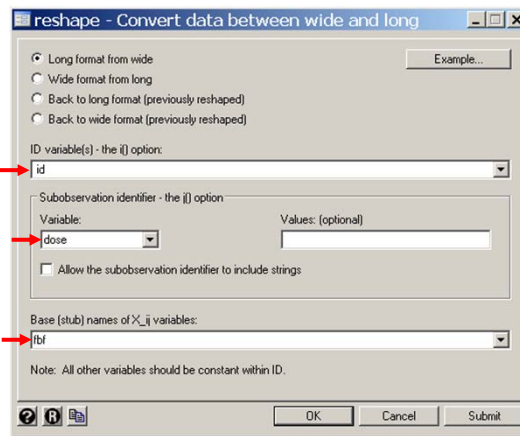 reshape - Convert data between wide and long
Long format from wide
Example...
Wide format from long
Back to long format (previously reshaped)
Back to wide format (previously reshaped)
ID variable(s) - the i() option:
id
Subobservation identifier - the j() option
Variable:
Values: (optional)
dose
Allow the subobservation identifier to include strings
Base (stub) names of X_ij variables:
fbf
Note: All other variables should be constant within ID.
? R OK Cancel Submit